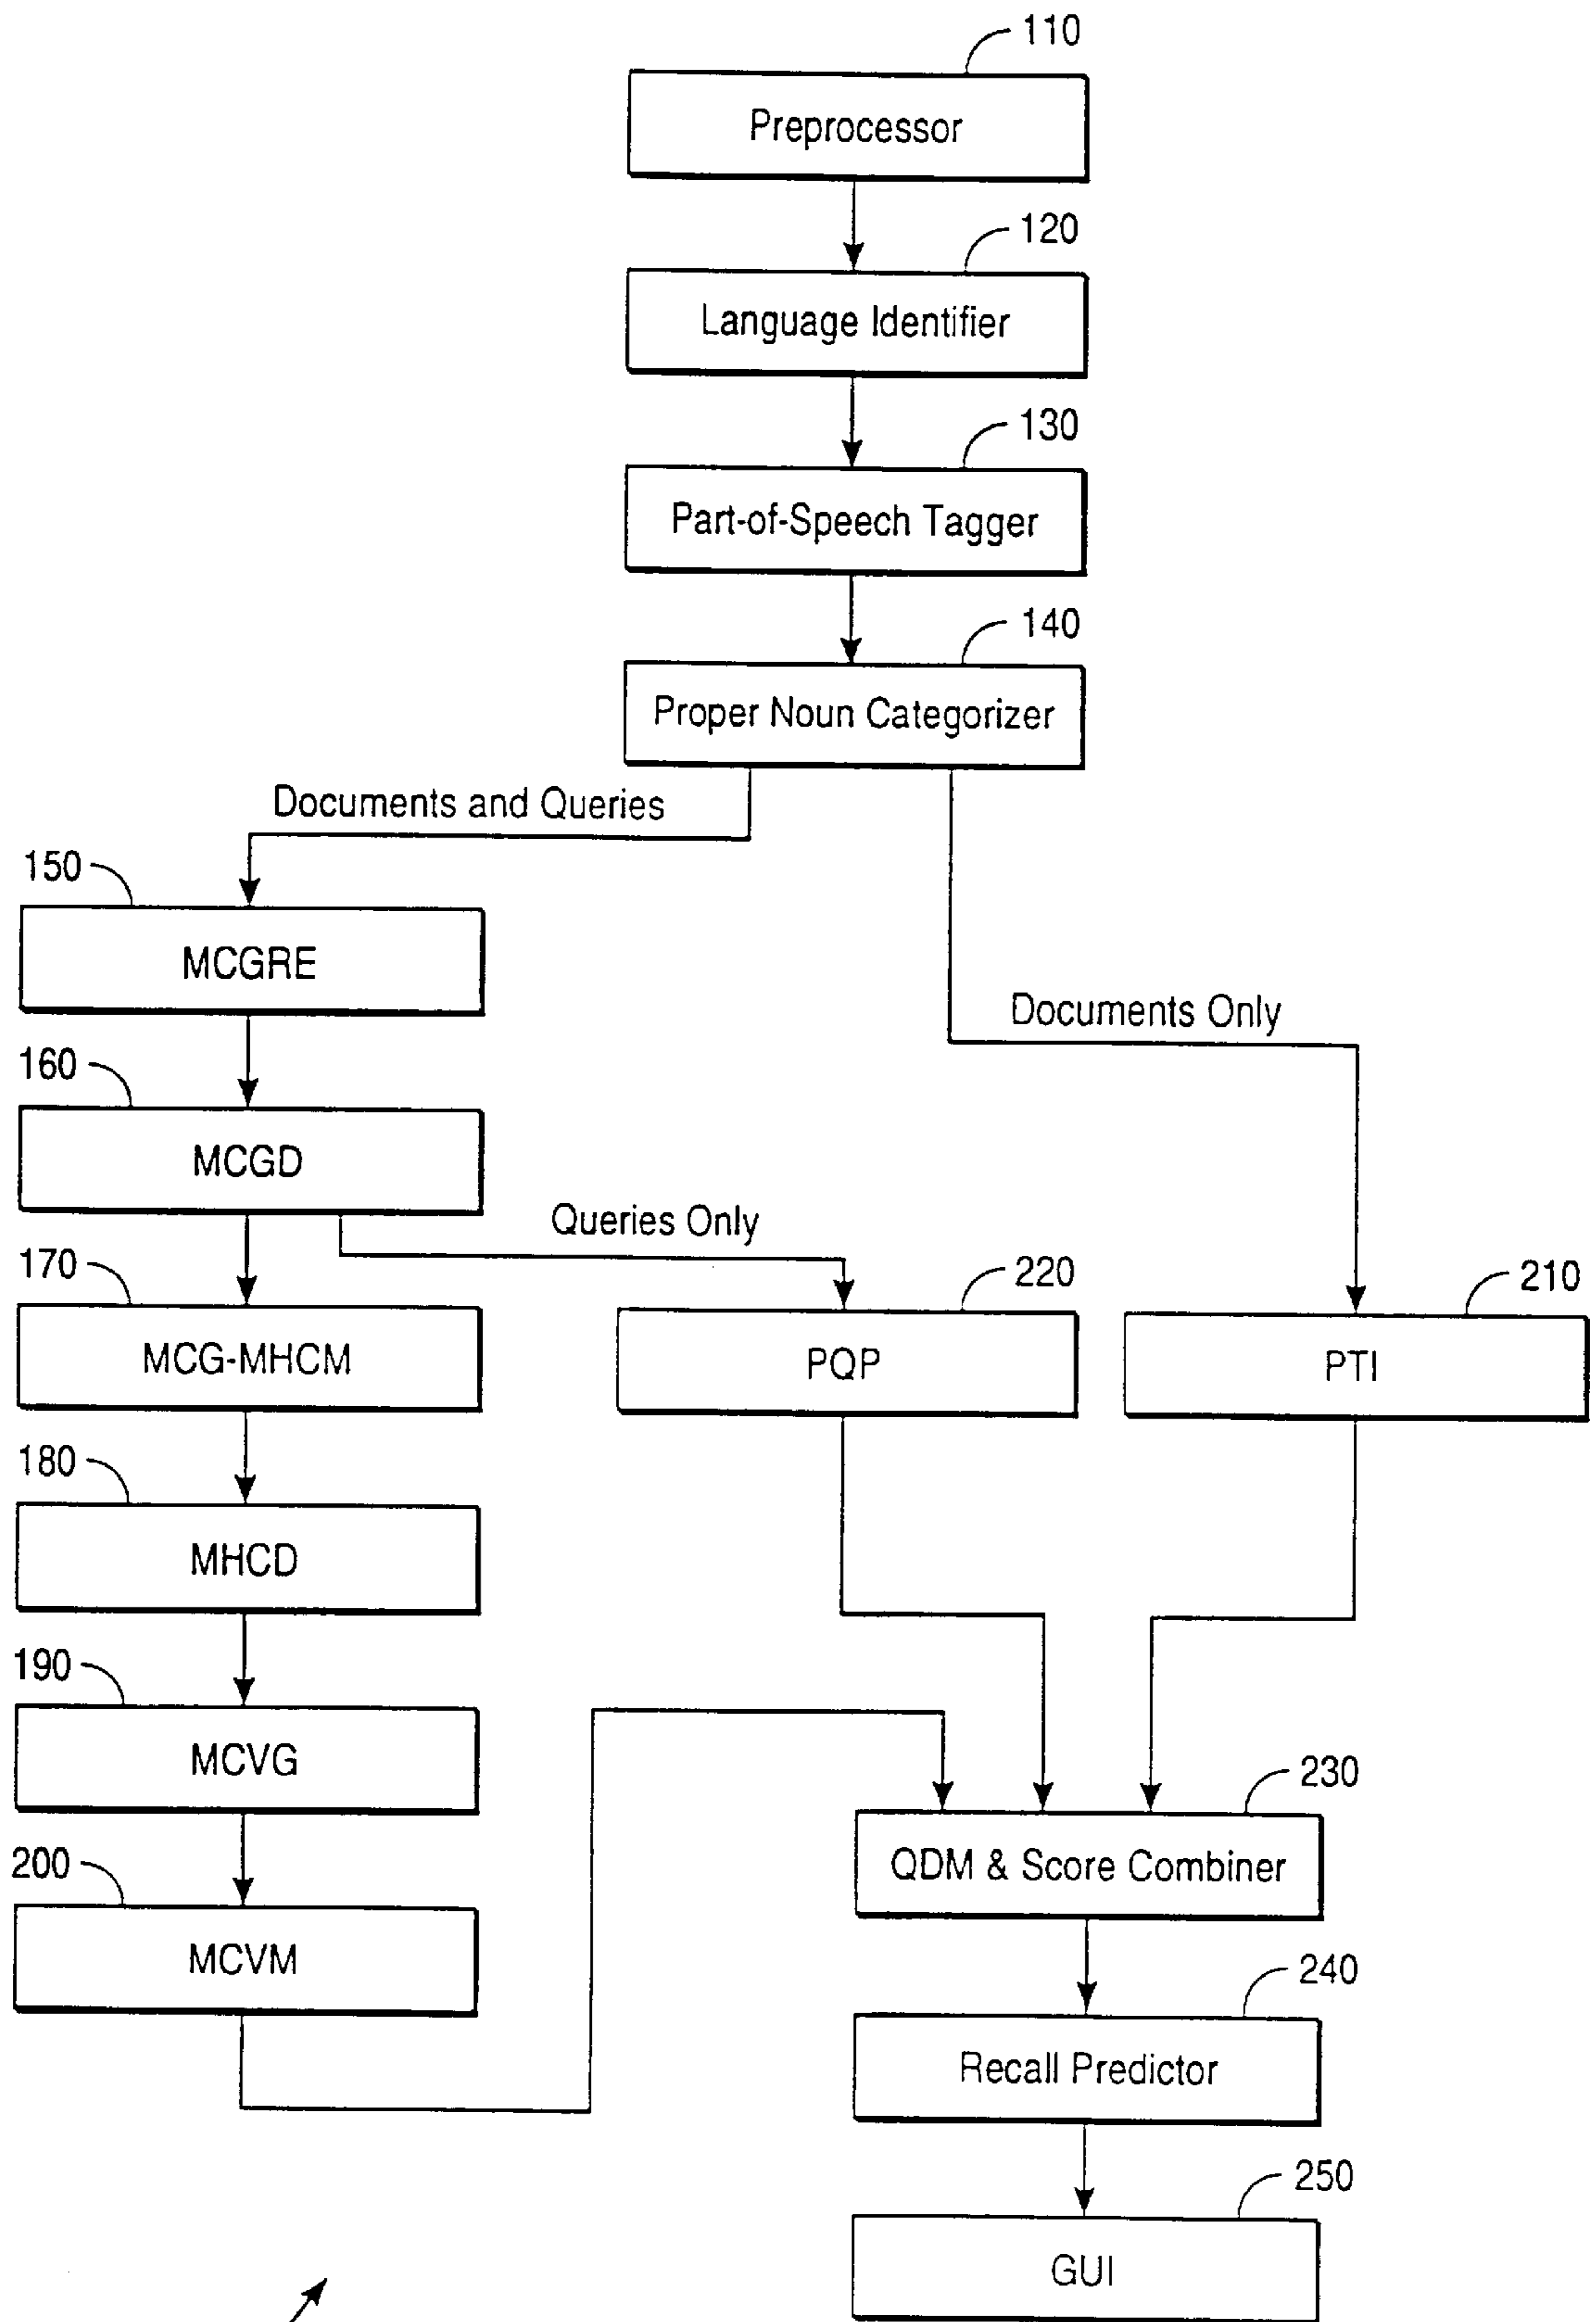 110
Preprocessor
120
Language Identifier
130
Part-of-Speech Tagger
140
Proper Noun Categorizer
Documents and Queries
150
MCGRE
Documents Only
160
MCGD
Queries Only
170
220
210
MCG-MHCM
PQP
PTI
180
MHCD
190
MCVG
230
QDM & Score Combiner
200
MCVM
240
Recall Predictor
250
GUI